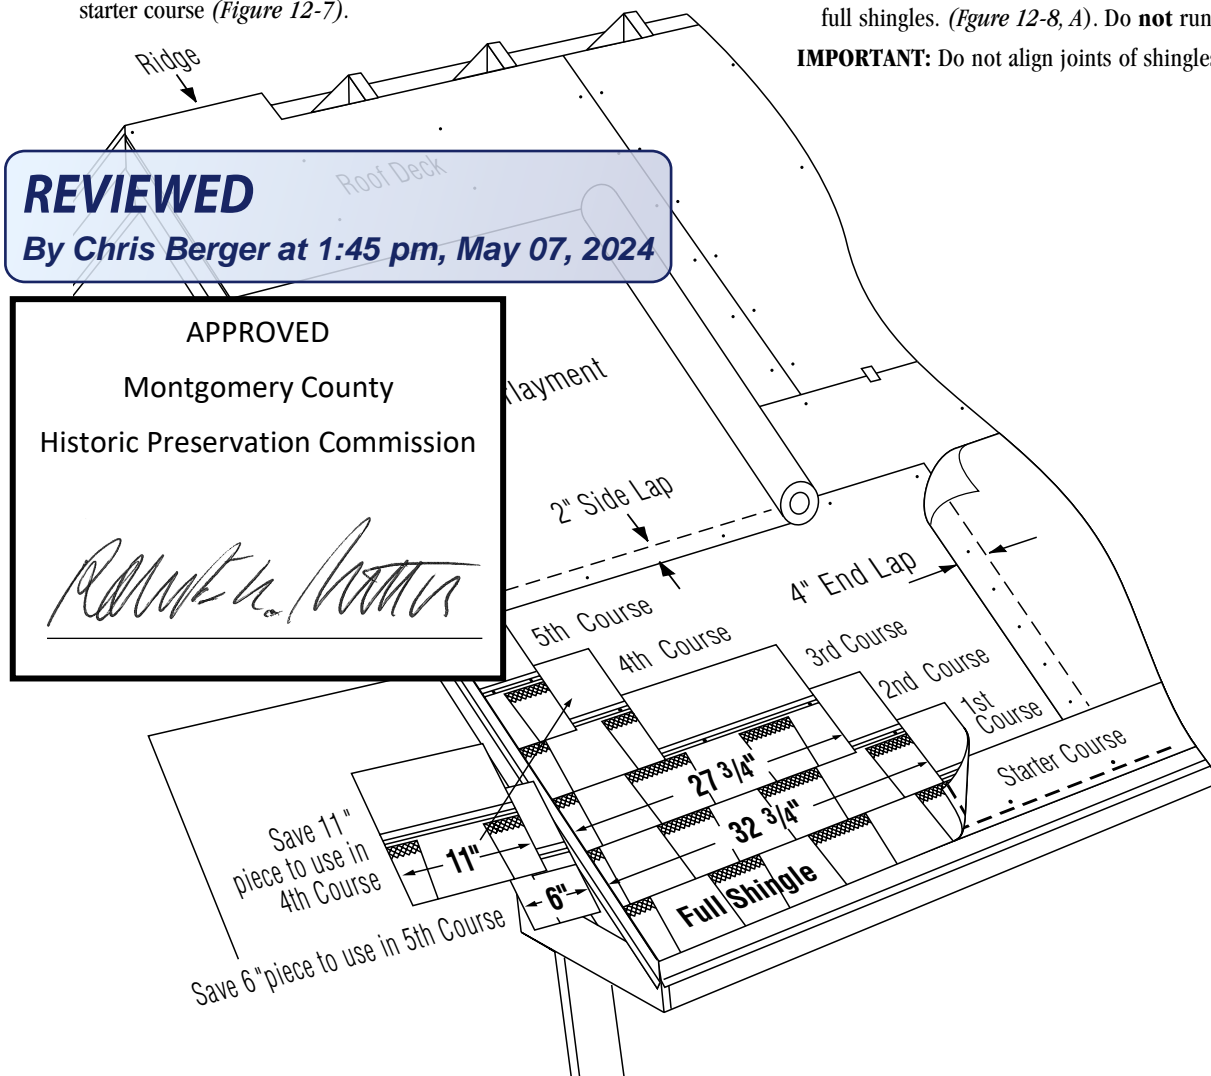 starter course (Figure 12-7).
full shingles. (Fgure 12-8, A). Do not run
IMPORTANT: Do not align joints of shingles
Ridge
Roof Deck
REVIEWED
By Chris Berger at 1:45 pm, May 07, 2024
APPROVED
Montgomery County
Historic Preservation Commission
rlayment
2" Side Lap
4" End Lap
5th Course
4th Course
3rd Course
2nd Course
1st
Course
Starter Course
27 3/4"
32 3/4"
Full Shingle
Save 11"
piece to use in
4th Course
11"
6"
Save 6"piece to use in 5th Course